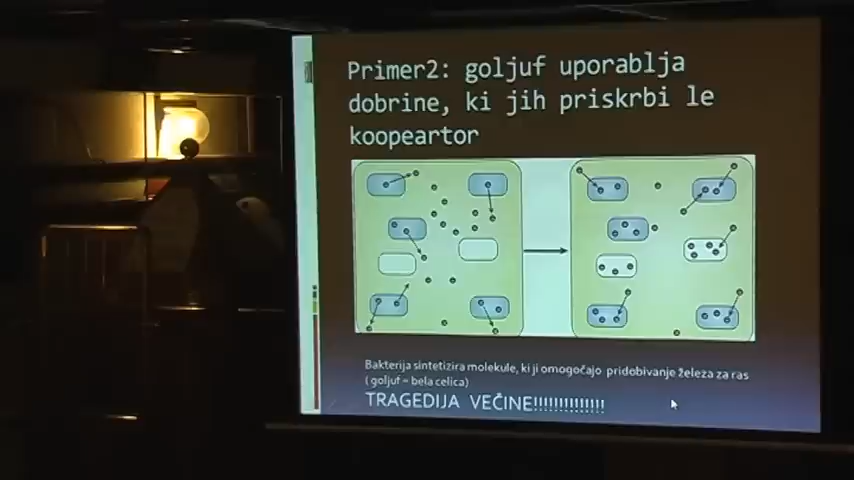 Primer2: goljuf uporablja
dobrine, ki jih priskrbi le
koopeartor
Bakterija sintetizira molekule, ki ji omogočajo pridobivanje železa za ras
( goljuf = bela celica)
TRAGEDIJA VEČINE!!!!!!!!!!!!!!